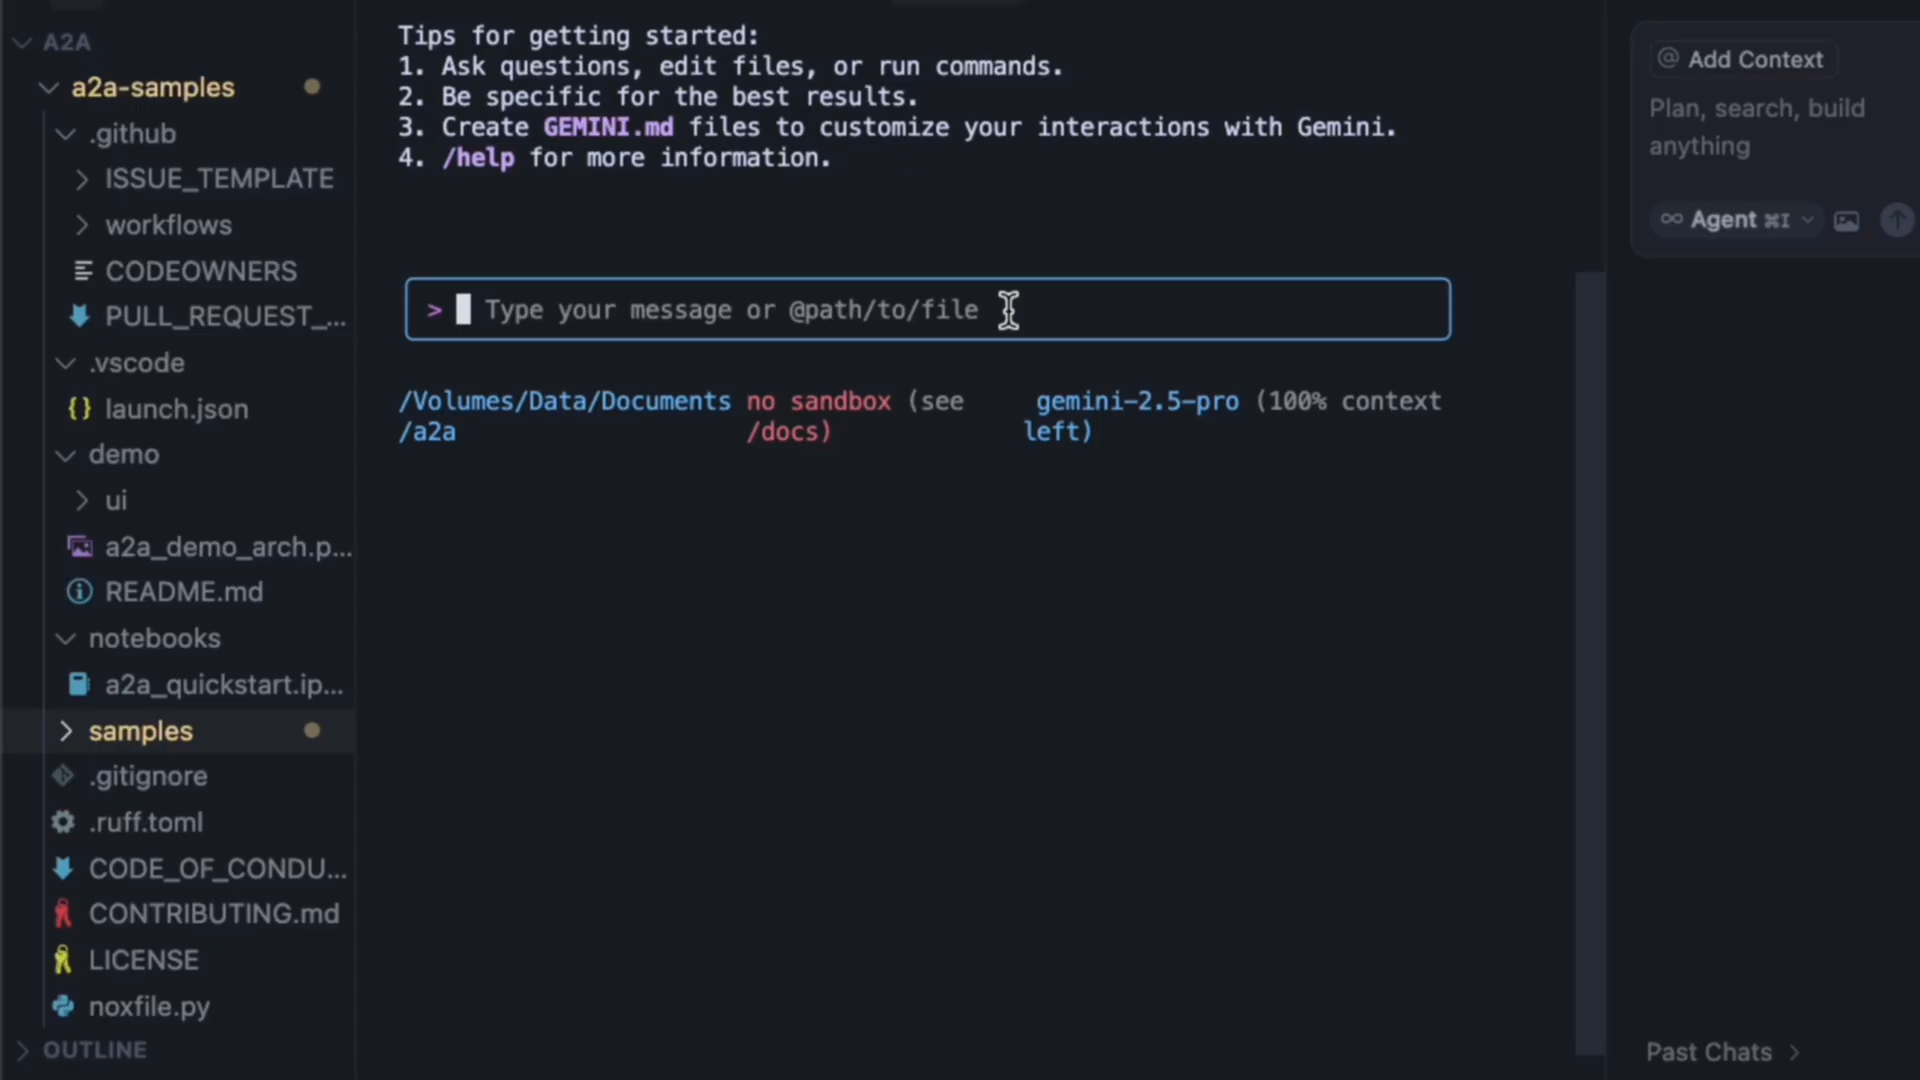 A2A
a2a-samples
.github
ISSUE_TEMPLATE
workflows
CODEOWNERS
PULL_REQUEST_...
.vscode
{} launch.json
demo
ui
a2a_demo_arch.p...
README.md
notebooks
a2a_quickstart.ip...
samples
.gitignore
.ruff.toml
CODE_OF_CONDU...
CONTRIBUTING.md
LICENSE
noxfile.py
OUTLINE
Tips for getting started:
1. Ask questions, edit files, or run commands.
2. Be specific for the best results.
3. Create GEMINI.md files to customize your interactions with Gemini.
4. /help for more information.
> Type your message or @path/to/file
/Volumes/Data/Documents no sandbox (see gemini-2.5-pro (100% context
/a2a /docs) left)
@ Add Context
Plan, search, build
anything
∞ Agent ⌘I
Past Chats >